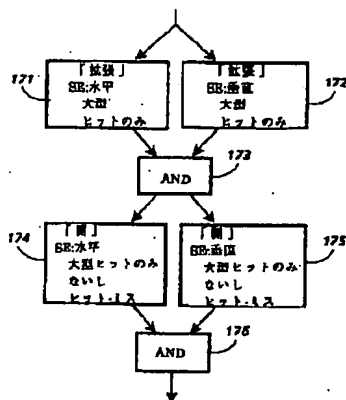 171
「拡張」
SE:水平
大型
ヒットのみ
「拡張」
SE:垂直
大型
ヒットのみ
172
AND
173
174
「開」
SE:水平
大型ヒットのみ
ないし
ヒット・ミス
「開」
SE:垂直
大型ヒットのみ
ないし
ヒット・ミス
175
AND
176